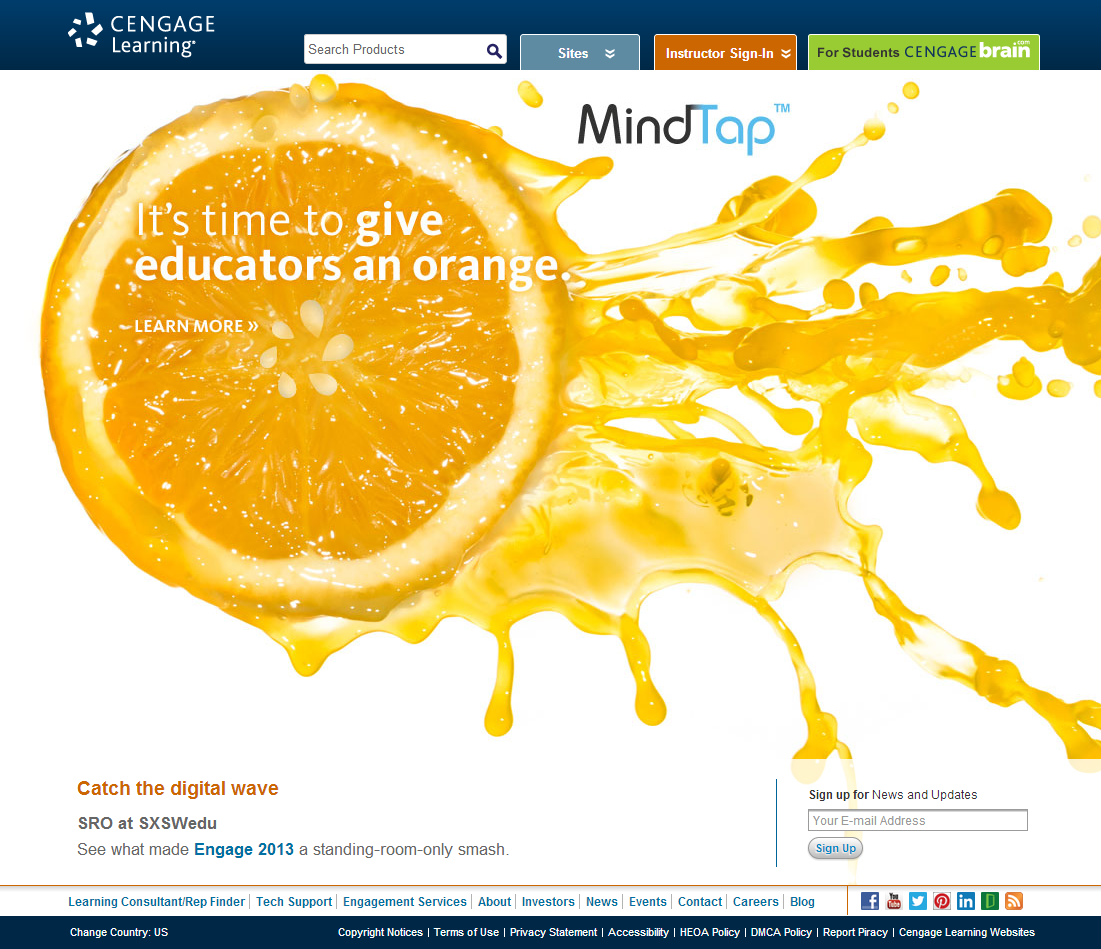 CENGAGE
Learning®
Search Products
Sites
Instructor Sign-In
For Students CENGAGEbrain.com
MindTap™
It's time to give
educators an orange.
LEARN MORE »
Catch the digital wave
SRO at SXSWedu
See what made Engage 2013 a standing-room-only smash.
Sign up for News and Updates
Your E-mail Address
Sign Up
Learning Consultant/Rep Finder | Tech Support | Engagement Services | About | Investors | News | Events | Contact | Careers | Blog
You Tube
Change Country: US
Copyright Notices | Terms of Use | Privacy Statement | Accessibility | HEOA Policy | DMCA Policy | Report Piracy | Cengage Learning Websites